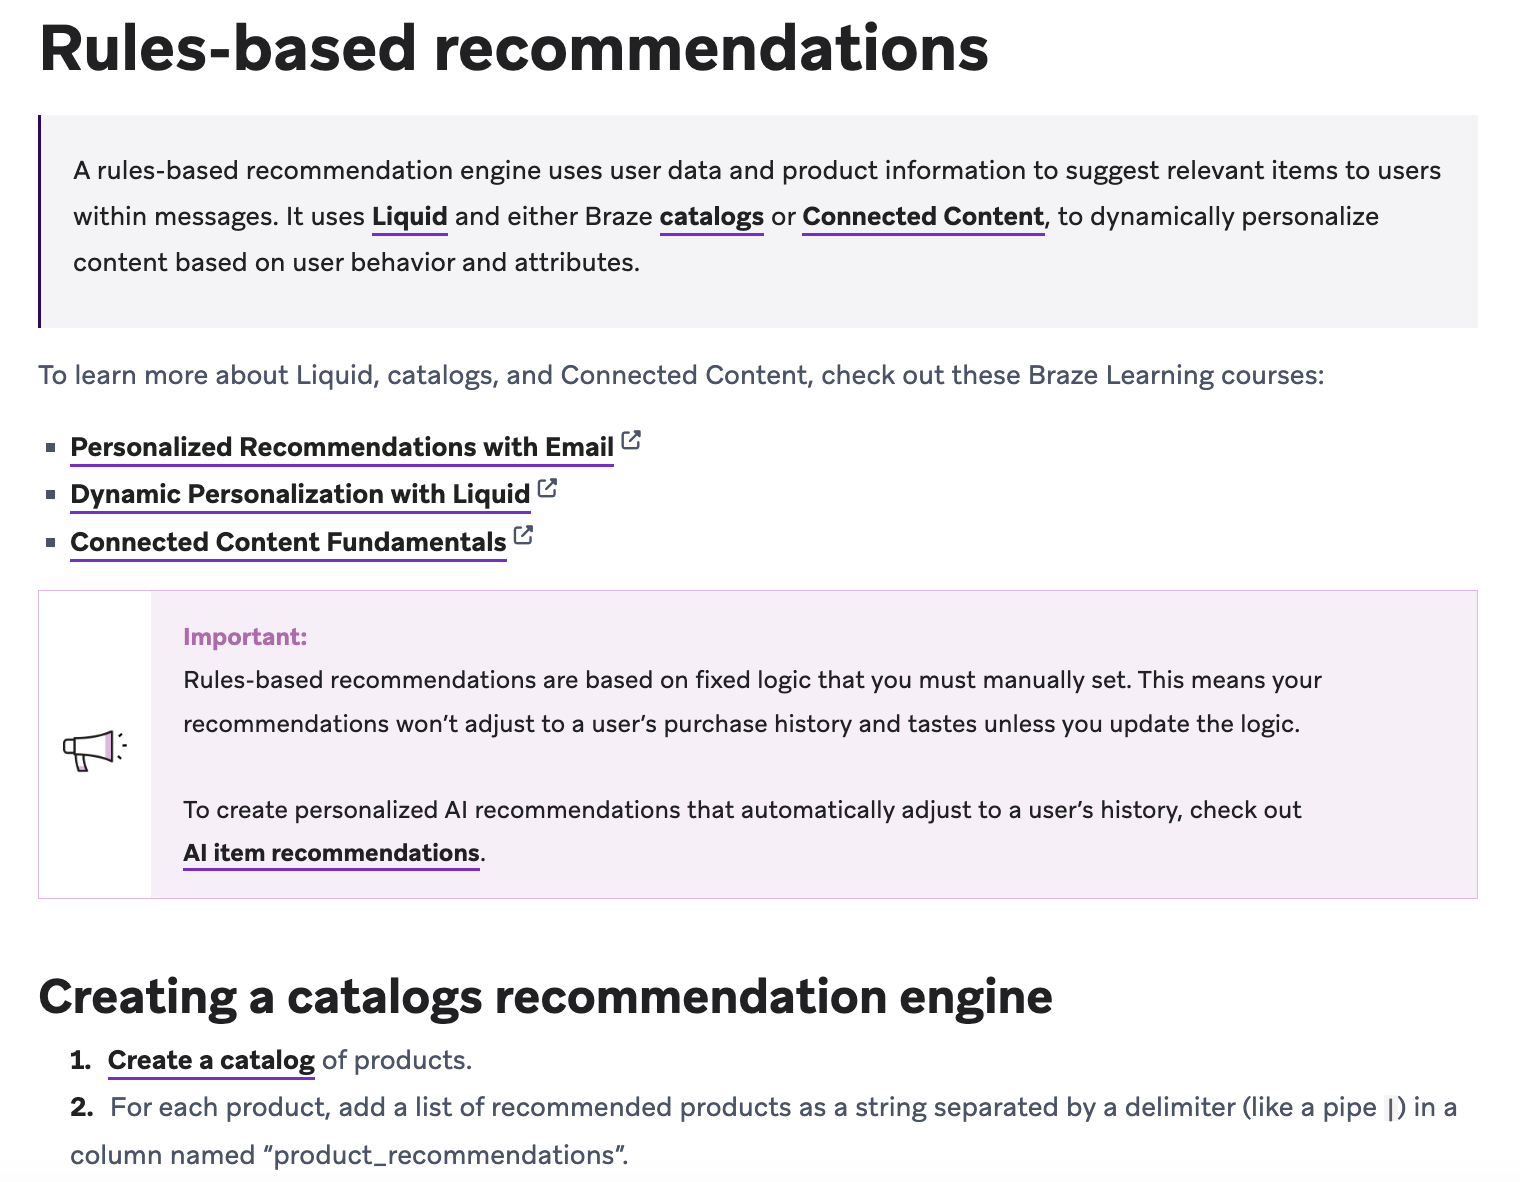 Rules-based recommendations
A rules-based recommendation engine uses user data and product information to suggest relevant items to users
within messages. It uses Liquid and either Braze catalogs or Connected Content, to dynamically personalize
content based on user behavior and attributes.
To learn more about Liquid, catalogs, and Connected Content, check out these Braze Learning courses:
Personalized Recommendations with Email
Dynamic Personalization with Liquid
Connected Content Fundamentals
Important:
Rules-based recommendations are based on fixed logic that you must manually set. This means your
recommendations won’t adjust to a user’s purchase history and tastes unless you update the logic.
To create personalized AI recommendations that automatically adjust to a user’s history, check out
AI item recommendations.
Creating a catalogs recommendation engine
1. Create a catalog of products.
2. For each product, add a list of recommended products as a string separated by a delimiter (like a pipe |) in a
column named “product_recommendations”.